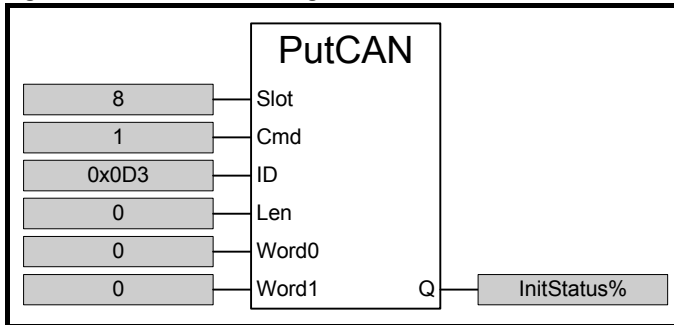 PutCAN
8 Slot
1 Cmd
0x0D3 ID
0 Len
0 Word0
0 Word1 Q InitStatus%